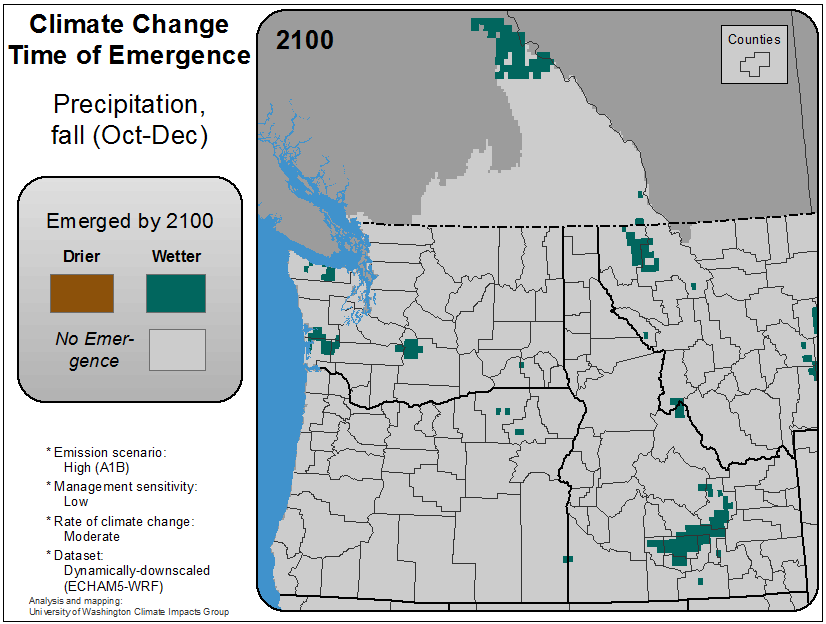 Climate Change
Time of Emergence
Precipitation,
fall (Oct-Dec)
Emerged by 2100
Drier
Wetter
No Emer-
gence
* Emission scenario:
High (A1B)
* Management sensitivity:
Low
* Rate of climate change:
Moderate
* Dataset:
Dynamically-downscaled
(ECHAM5-WRF)
Analysis and mapping:
University of Washington Climate Impacts Group
2100
Counties